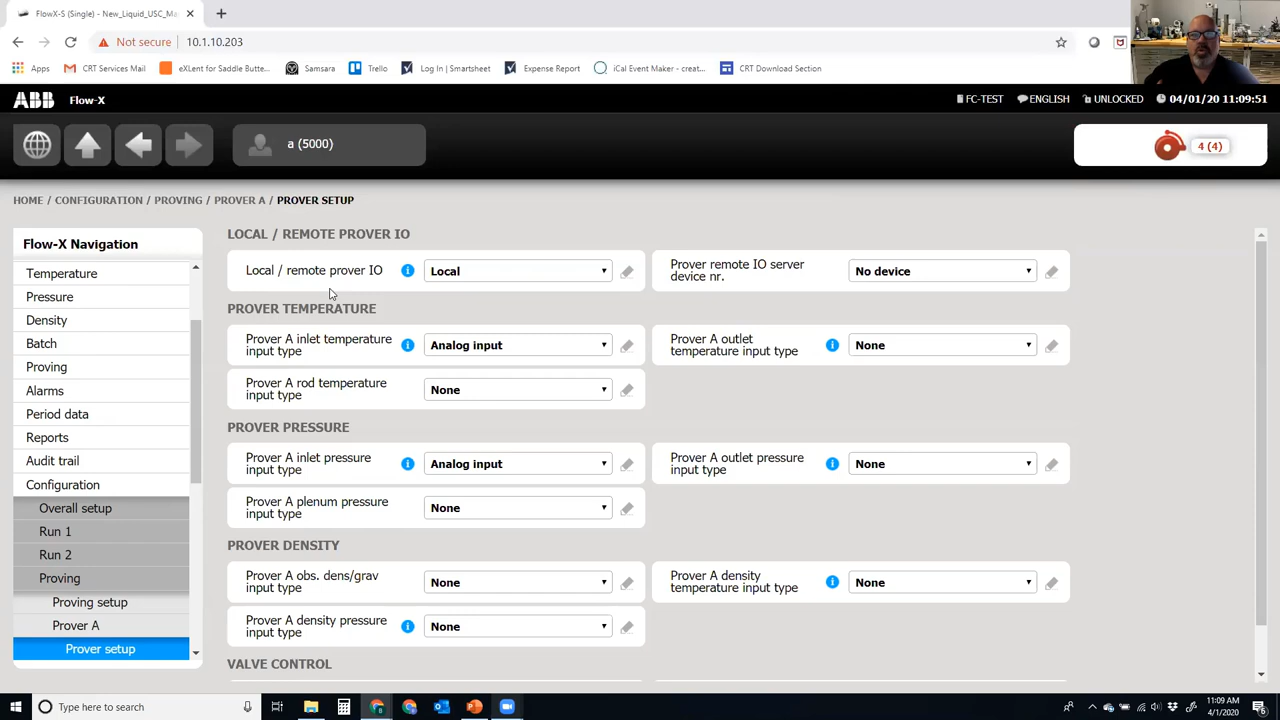 FlowX-S (Single) - New_Liquid_USC_Ma
Not secure 10.1.10.203
Apps
CRT Services Mail
eXLent for Saddle Butte...
Samsara
Trello
Log In | Smartsheet
Expense Report
iCal Event Maker - creat...
CRT Download Section
ABB Flow-X
FC-TEST ENGLISH UNLOCKED 04/01/20 11:09:51
a (5000)
4 (4)
HOME / CONFIGURATION / PROVING / PROVER A / PROVER SETUP
Flow-X Navigation
Temperature
Pressure
Density
Batch
Proving
Alarms
Period data
Reports
Audit trail
Configuration
Overall setup
Run 1
Run 2
Proving
Proving setup
Prover A
Prover setup
LOCAL / REMOTE PROVER IO
Local / remote prover IO
Local
Prover remote IO server
device nr.
No device
PROVER TEMPERATURE
Prover A inlet temperature
input type
Analog input
Prover A outlet
temperature input type
None
Prover A rod temperature
input type
None
PROVER PRESSURE
Prover A inlet pressure
input type
Analog input
Prover A outlet pressure
input type
None
Prover A plenum pressure
input type
None
PROVER DENSITY
Prover A obs. dens/grav
input type
None
Prover A density
temperature input type
None
Prover A density pressure
input type
None
VALVE CONTROL
Type here to search
11:09 AM
4/1/2020